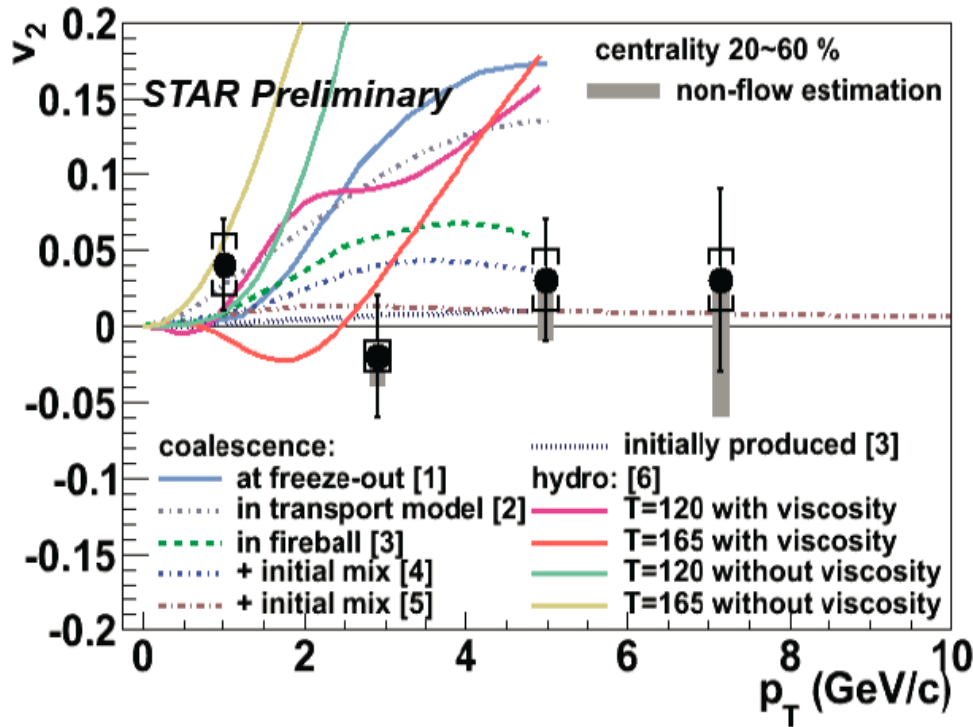 v2
0.2
0.15
0.1
0.05
0
-0.05
-0.1
-0.15
-0.2
STAR Preliminary
centrality 20~60 %
non-flow estimation
coalescence:
at freeze-out [1]
in transport model [2]
in fireball [3]
+ initial mix [4]
+ initial mix [5]
initially produced [3]
hydro: [6]
T=120 with viscosity
T=165 with viscosity
T=120 without viscosity
T=165 without viscosity
0 2 4 6 8 10
pT (GeV/c)